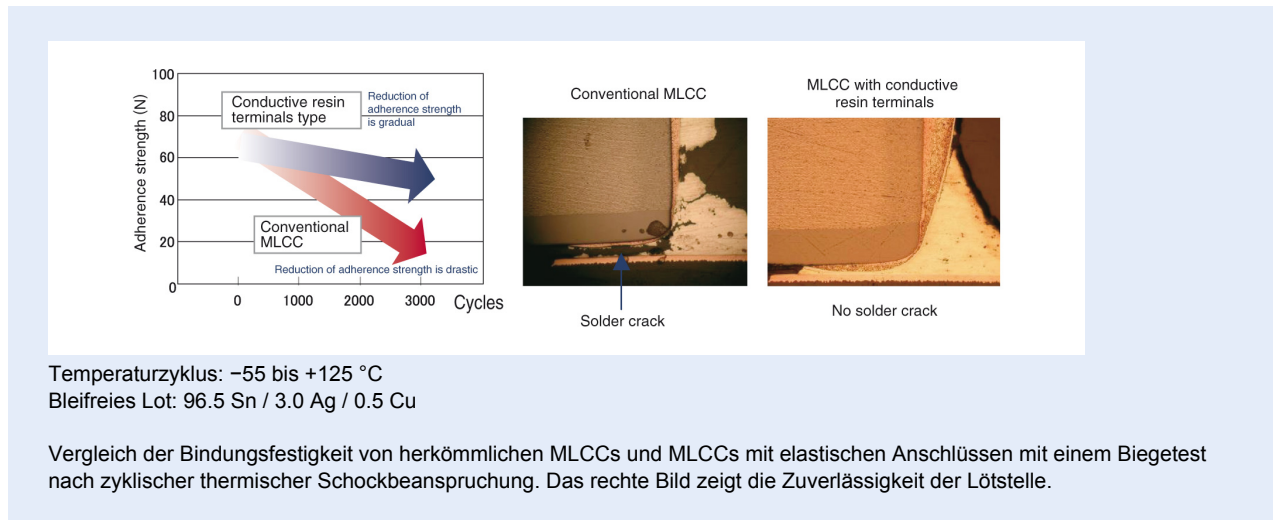 100
80
60
40
20
0
Adherence strength (N)
Conductive resin
terminals type
Reduction of
adherence strength
is gradual
Conventional
MLCC
Reduction of adherence strength is drastic
0 1000 2000 3000 Cycles
Conventional MLCC
Solder crack
MLCC with conductive
resin terminals
No solder crack
Temperaturzyklus: −55 bis +125 °C
Bleifreies Lot: 96.5 Sn / 3.0 Ag / 0.5 Cu
Vergleich der Bindungsfestigkeit von herkömmlichen MLCCs und MLCCs mit elastischen Anschlüssen mit einem Biegetest
nach zyklischer thermischer Schockbeanspruchung. Das rechte Bild zeigt die Zuverlässigkeit der Lötstelle.